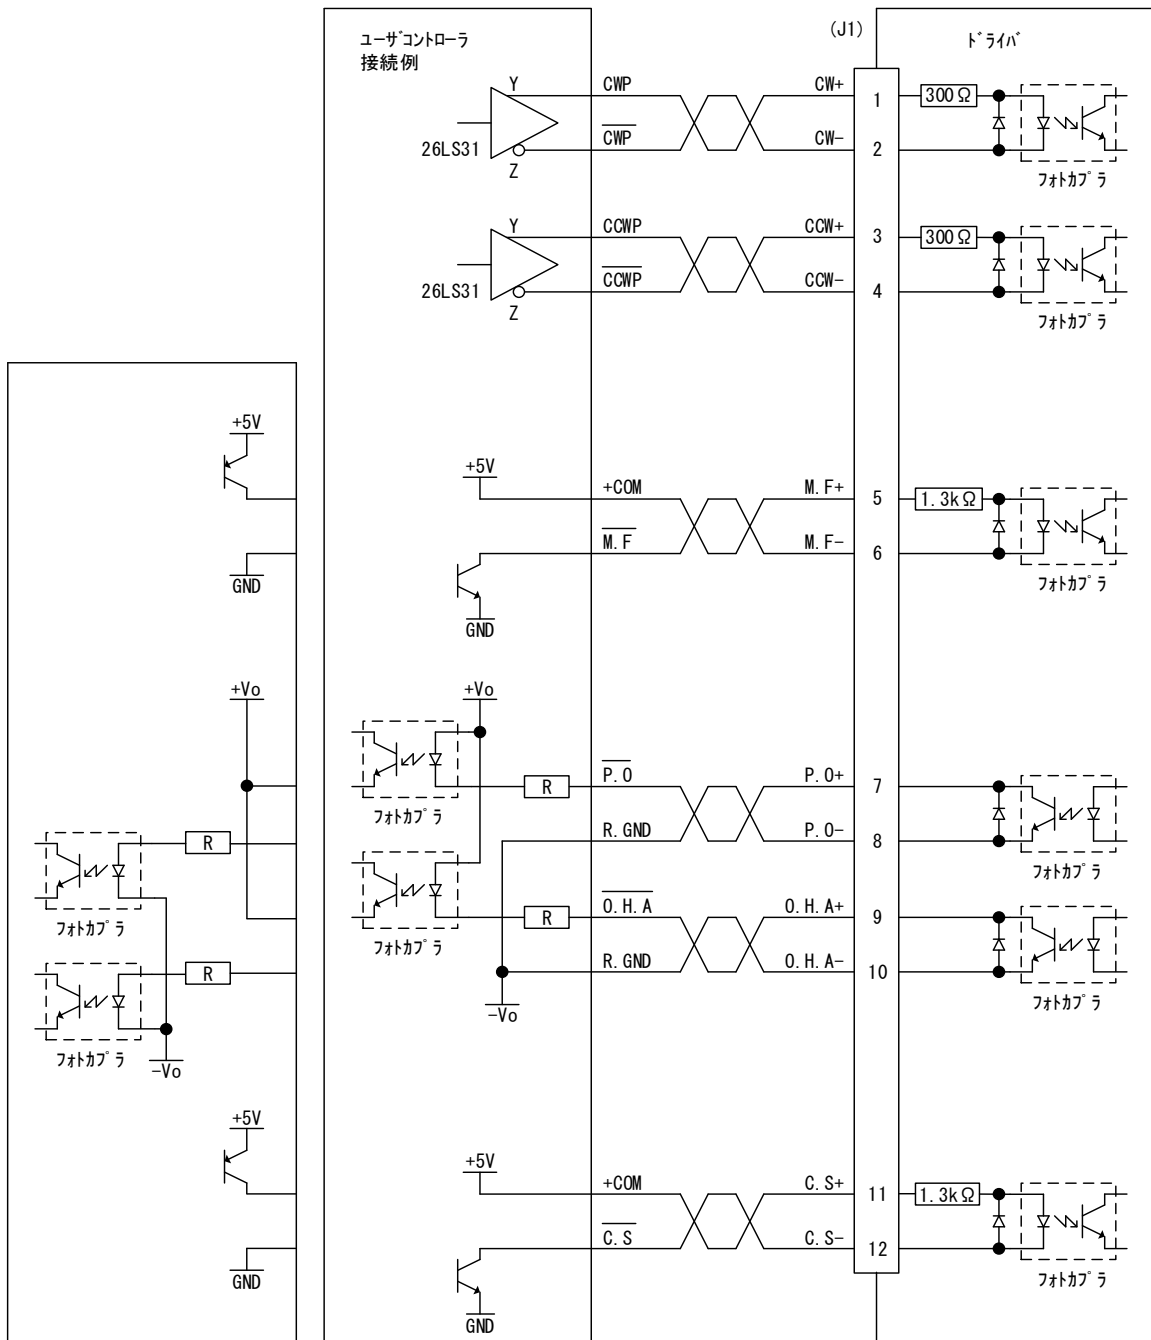 (J1)
ユーザコントローラ
接続例
ドライバ
Y
CWP
CW+
1
300Ω
26LS31
C̅W̅P̅
CW-
2
Z
フォトカプラ
Y
CCWP
CCW+
3
300Ω
26LS31
C̅C̅W̅P̅
CCW-
4
Z
フォトカプラ
+5V
GND
+5V
+COM
M.F+
5
1.3kΩ
M̅.̅F̅
M.F-
6
フォトカプラ
GND
+Vo
R
フォトカプラ
R
フォトカプラ
-Vo
+Vo
フォトカプラ
R
P̅.̅O̅
P.O+
7
R.GND
P.O-
8
フォトカプラ
フォトカプラ
R
O̅.̅H̅.̅A̅
O.H.A+
9
R.GND
O.H.A-
10
フォトカプラ
-Vo
+5V
GND
+5V
+COM
C.S+
11
1.3kΩ
C̅.̅S̅
C.S-
12
フォトカプラ
GND